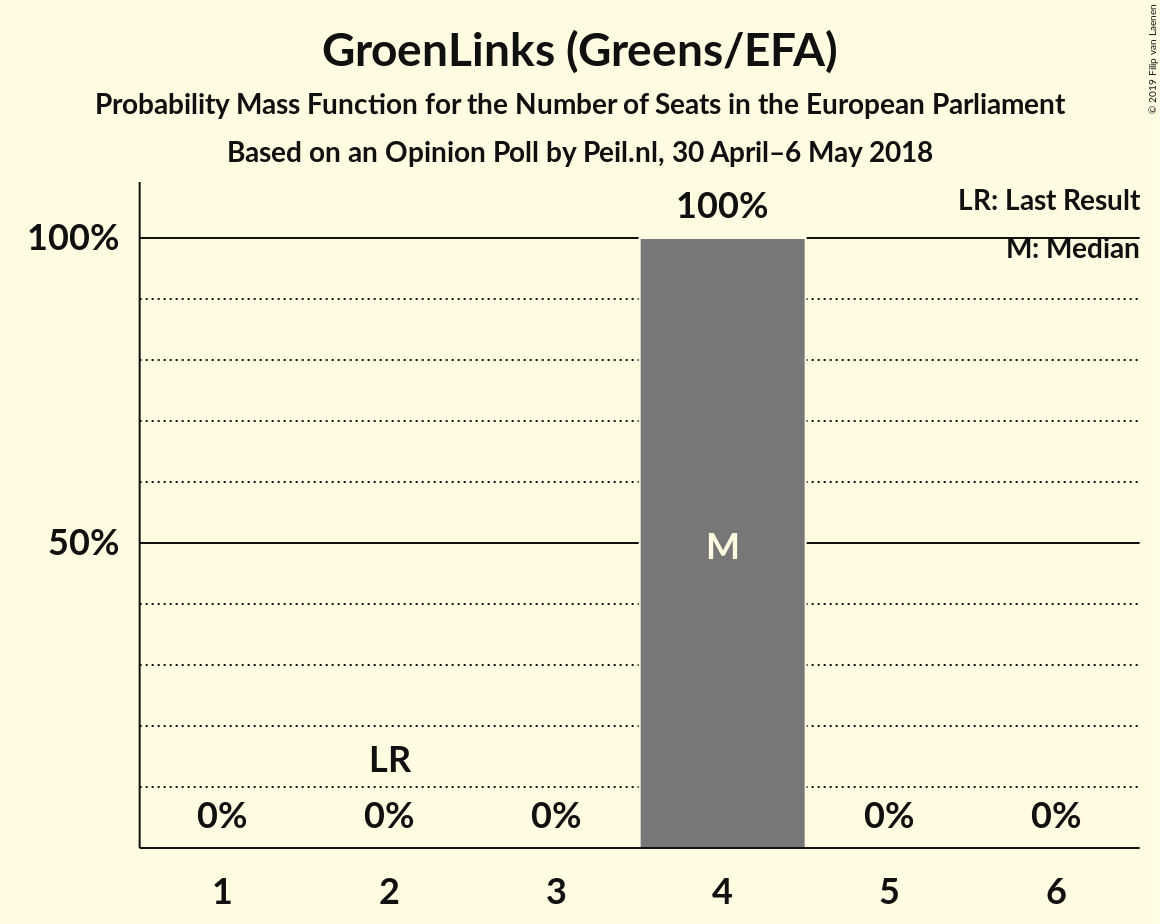 GroenLinks (Greens/EFA)
Probability Mass Function for the Number of Seats in the European Parliament
Based on an Opinion Poll by Peil.nl, 30 April–6 May 2018
© 2019 Filip van Laenen
LR: Last Result
M: Median
100%
100%
50%
M
LR
0%
0%
0%
0%
0%
1
2
3
4
5
6